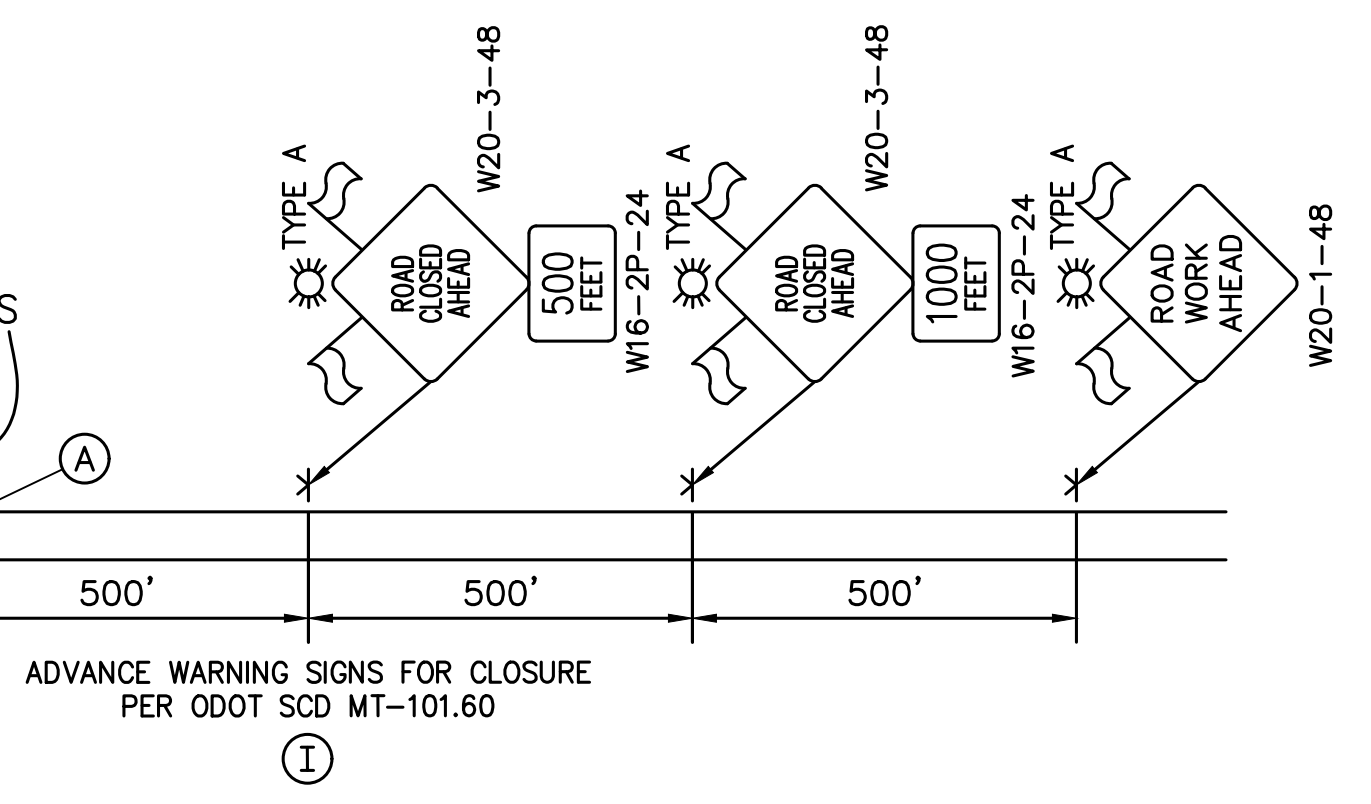 W20-3-48
TYPE A
ROAD
CLOSED
AHEAD
500
FEET
W16-2P-24
W20-3-48
TYPE A
ROAD
CLOSED
AHEAD
1000
FEET
W16-2P-24
TYPE A
ROAD
WORK
AHEAD
W20-1-48
S
A
500'
500'
500'
ADVANCE WARNING SIGNS FOR CLOSURE
PER ODOT SCD MT-101.60
I